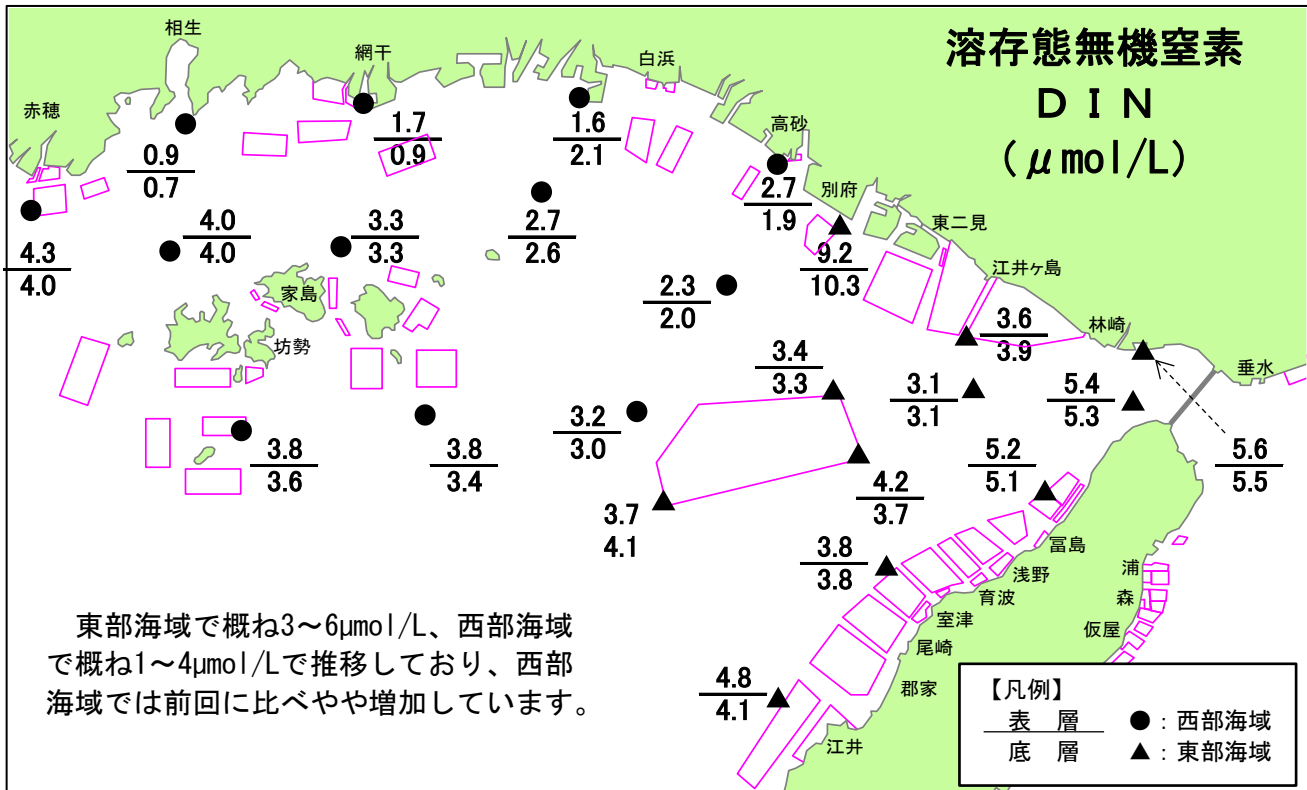 溶存態無機窒素
DIN
(μmol/L)
相生
網干
白浜
赤穂
高砂
別府
東二見
江井ヶ島
林崎
垂水
家島
坊勢
冨島
浅野
育波
室津
尾崎
郡家
江井
浦
森
仮屋
0.9
0.7
1.7
0.9
1.6
2.1
2.7
1.9
4.3
4.0
4.0
4.0
3.3
3.3
2.7
2.6
9.2
10.3
2.3
2.0
3.6
3.9
3.4
3.3
3.1
3.1
5.4
5.3
5.6
5.5
3.8
3.6
3.8
3.4
3.2
3.0
5.2
5.1
4.2
3.7
3.7
4.1
3.8
3.8
4.8
4.1
東部海域で概ね3～6μmol/L、西部海域
で概ね1～4μmol/Lで推移しており、西部
海域では前回に比べやや増加しています。
【凡例】
表 層 ●：西部海域
底 層 ▲：東部海域